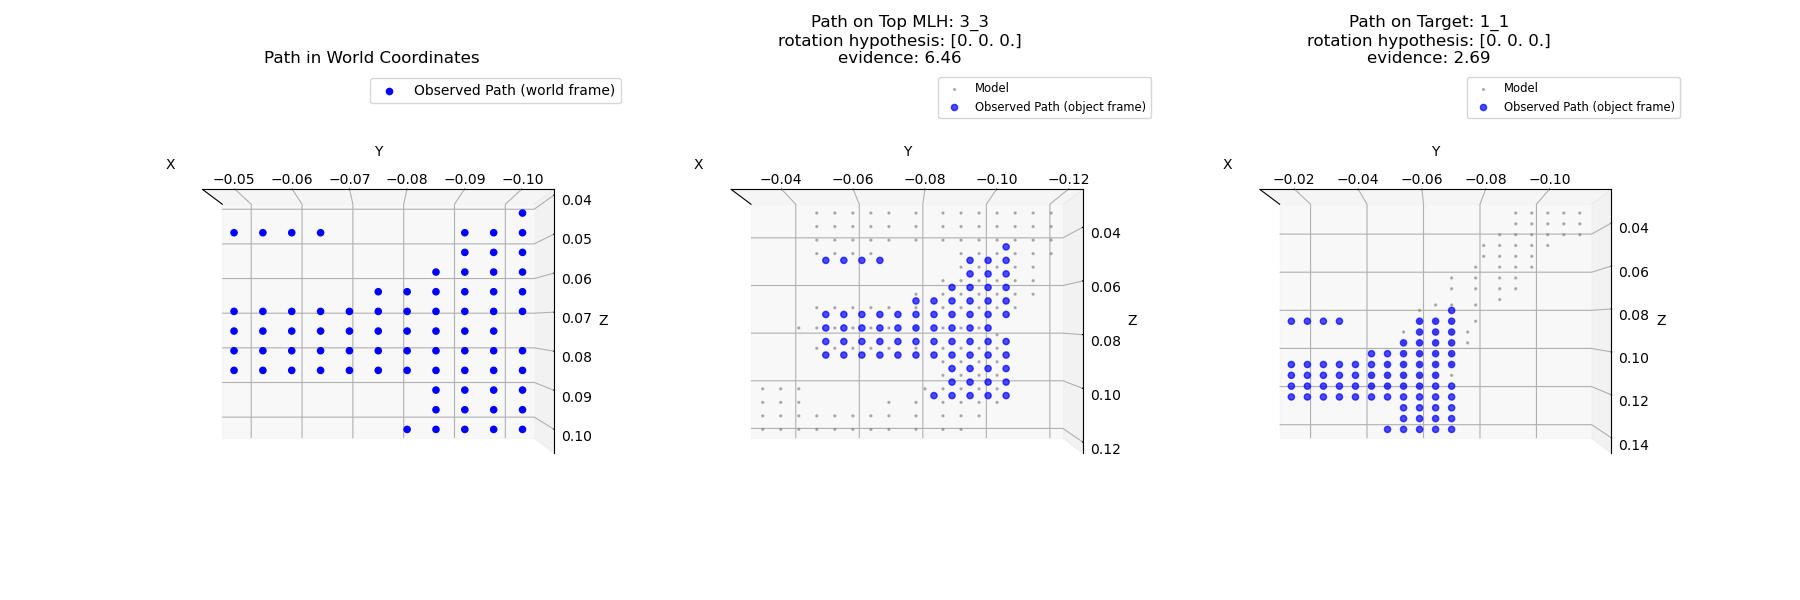 Path in World Coordinates
Observed Path (world frame)
X
Y
−0.05 −0.06 −0.07 −0.08 −0.09 −0.10
0.04
0.05
0.06
0.07
0.08
0.09
0.10
Z
Path on Top MLH: 3_3
rotation hypothesis: [0. 0. 0.]
evidence: 6.46
Model
Observed Path (object frame)
X
Y
−0.04 −0.06 −0.08 −0.10 −0.12
0.04
0.06
0.08
0.10
0.12
Z
Path on Target: 1_1
rotation hypothesis: [0. 0. 0.]
evidence: 2.69
Model
Observed Path (object frame)
X
Y
−0.02 −0.04 −0.06 −0.08 −0.10
0.04
0.06
0.08
0.10
0.12
0.14
Z